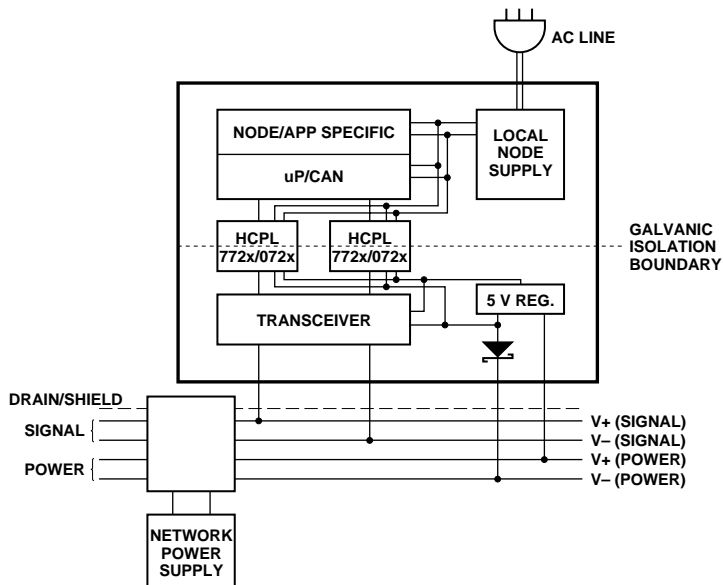 AC LINE
NODE/APP SPECIFIC
uP/CAN
LOCAL
NODE
SUPPLY
HCPL
772x/072x
HCPL
772x/072x
GALVANIC
ISOLATION
BOUNDARY
5 V REG.
TRANSCEIVER
DRAIN/SHIELD
SIGNAL
POWER
V+ (SIGNAL)
V– (SIGNAL)
V+ (POWER)
V– (POWER)
NETWORK
POWER
SUPPLY